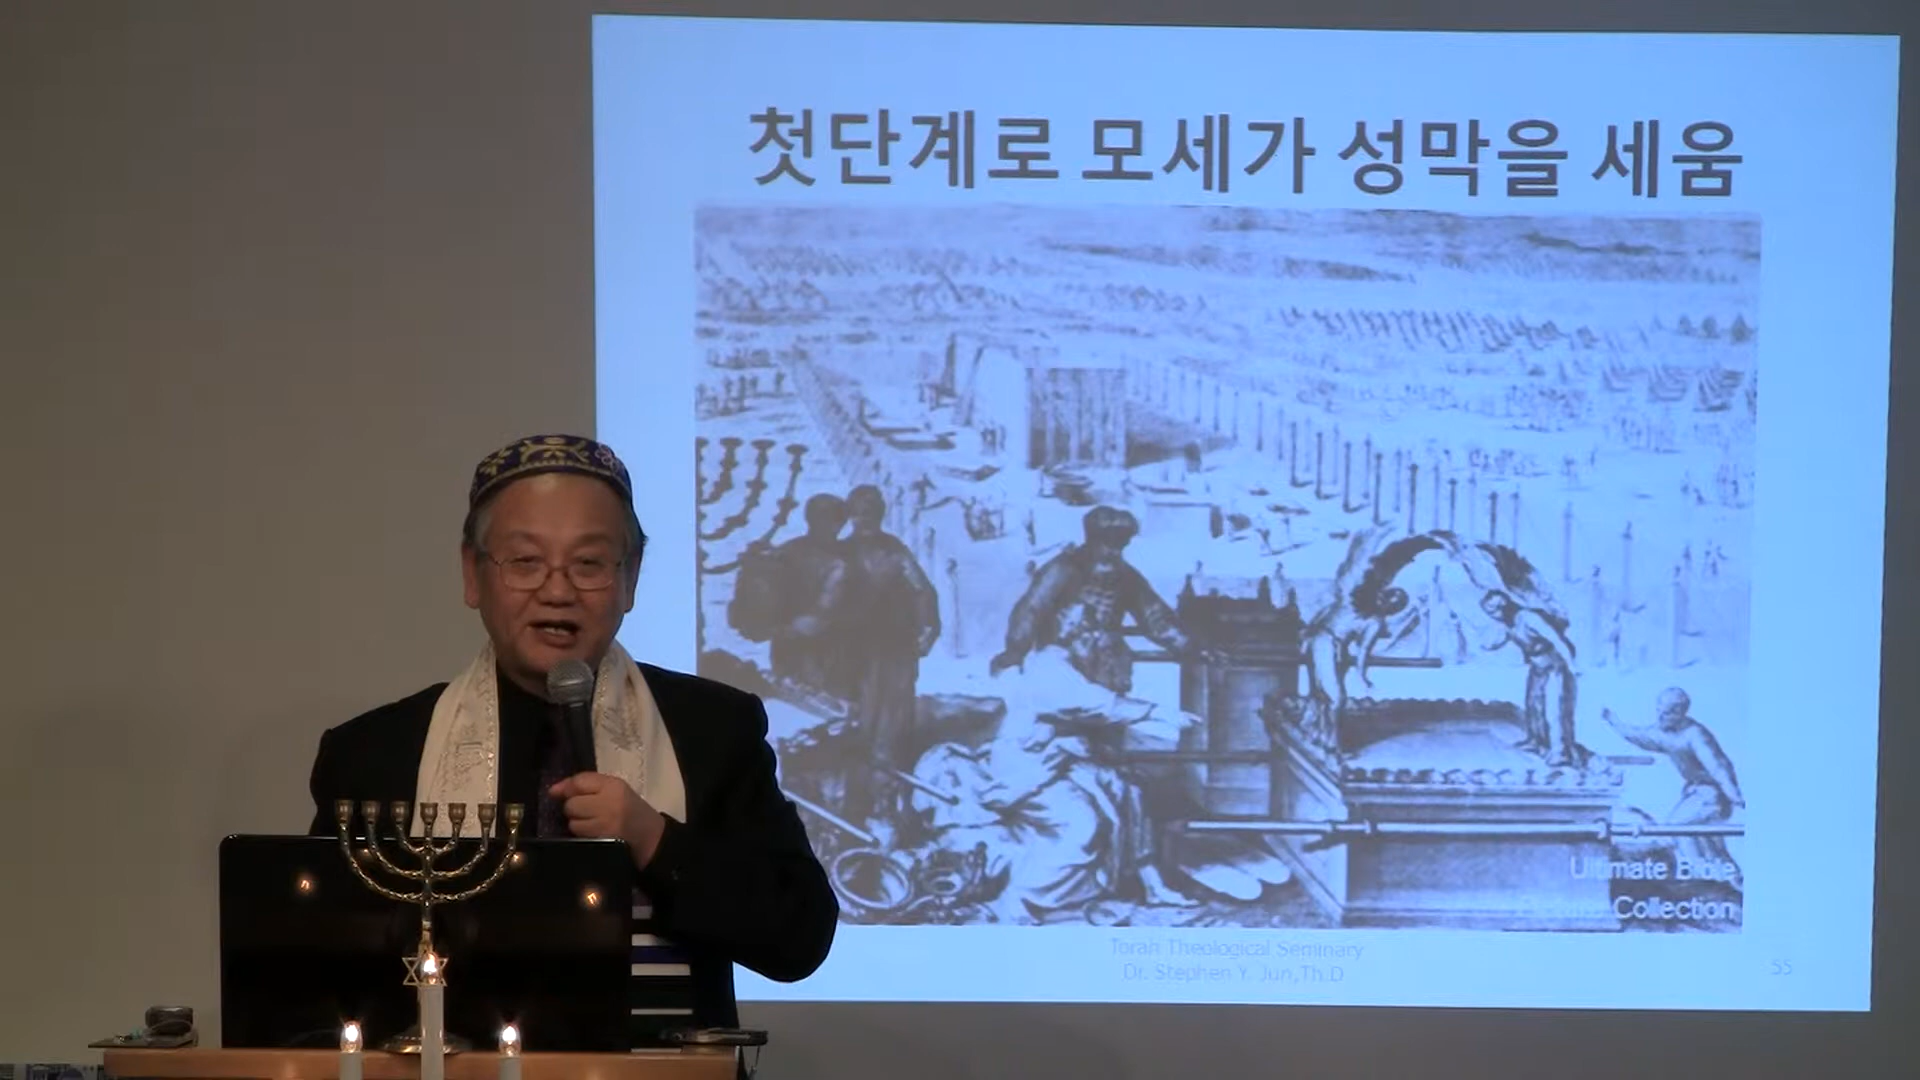 첫단계로 모세가 성막을 세움
Ultimate Bible
Collection
Torah Theological Seminary
Dr. Stephen Y. Jun,Th.D
55